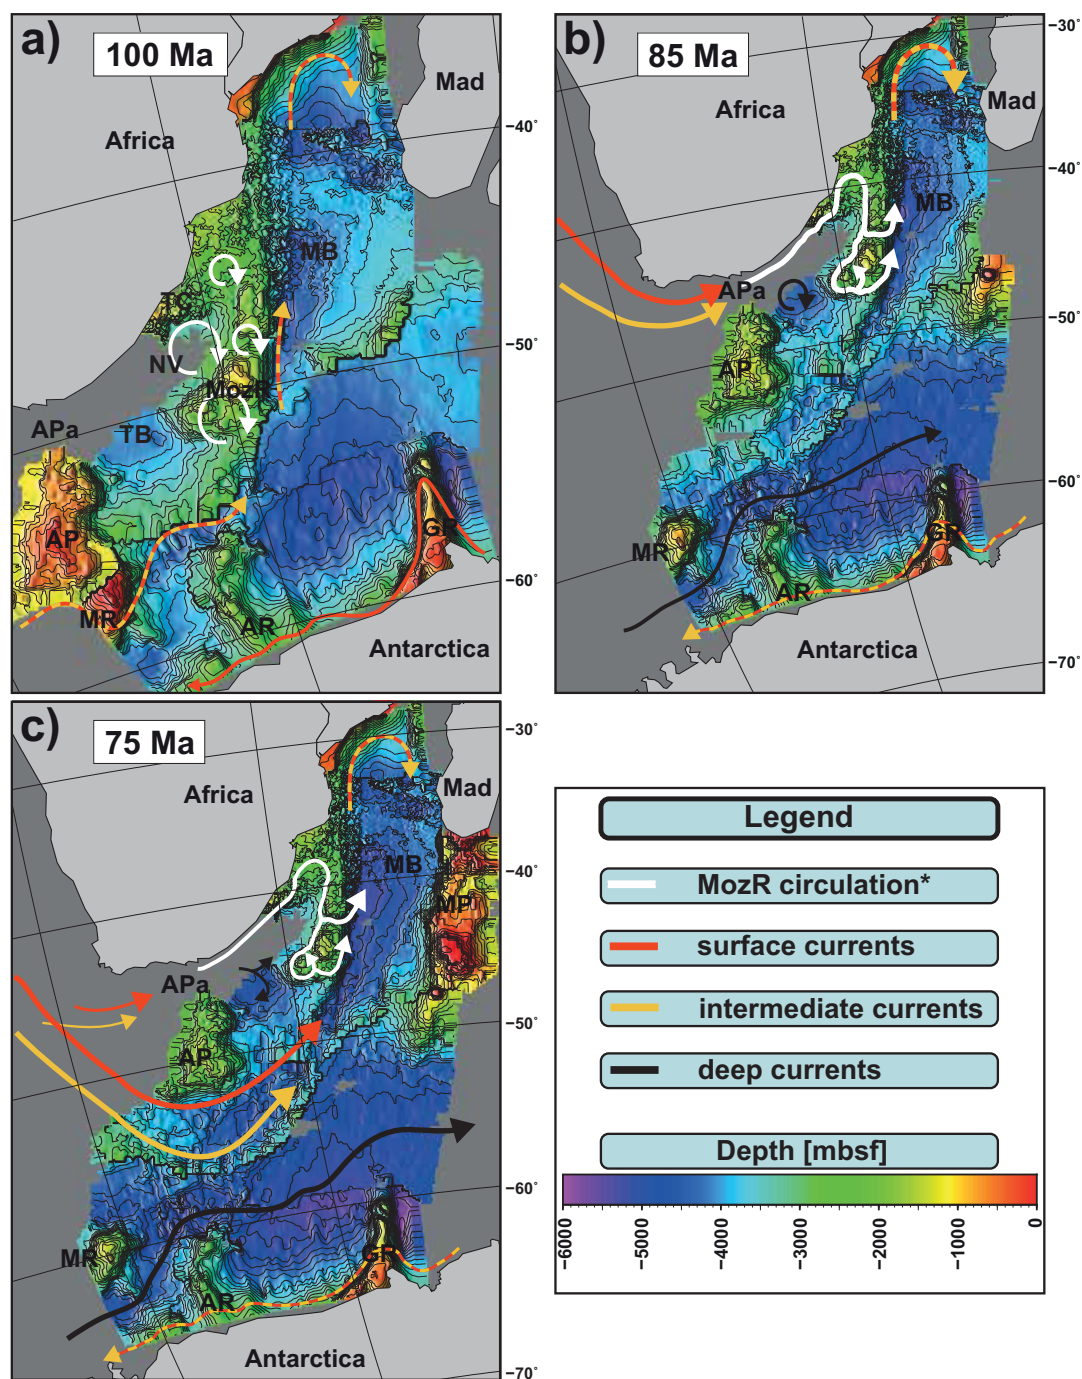 a)
100 Ma
Mad
Africa
−40°
MB
TC
NV
MozR
−50°
APa
TB
AP
GR
−60°
MR
AR
Antarctica
b)
85 Ma
−30°
Mad
Africa
−40°
MB
APa
−50°
AP
−60°
MR
GR
AR
Antarctica
−70°
c)
75 Ma
−30°
Mad
Africa
MB
−40°
MP
APa
−50°
AP
−60°
MR
GR
AR
Antarctica
−70°
Legend
MozR circulation*
surface currents
intermediate currents
deep currents
Depth [mbsf]
−6000 −5000 −4000 −3000 −2000 −1000 0